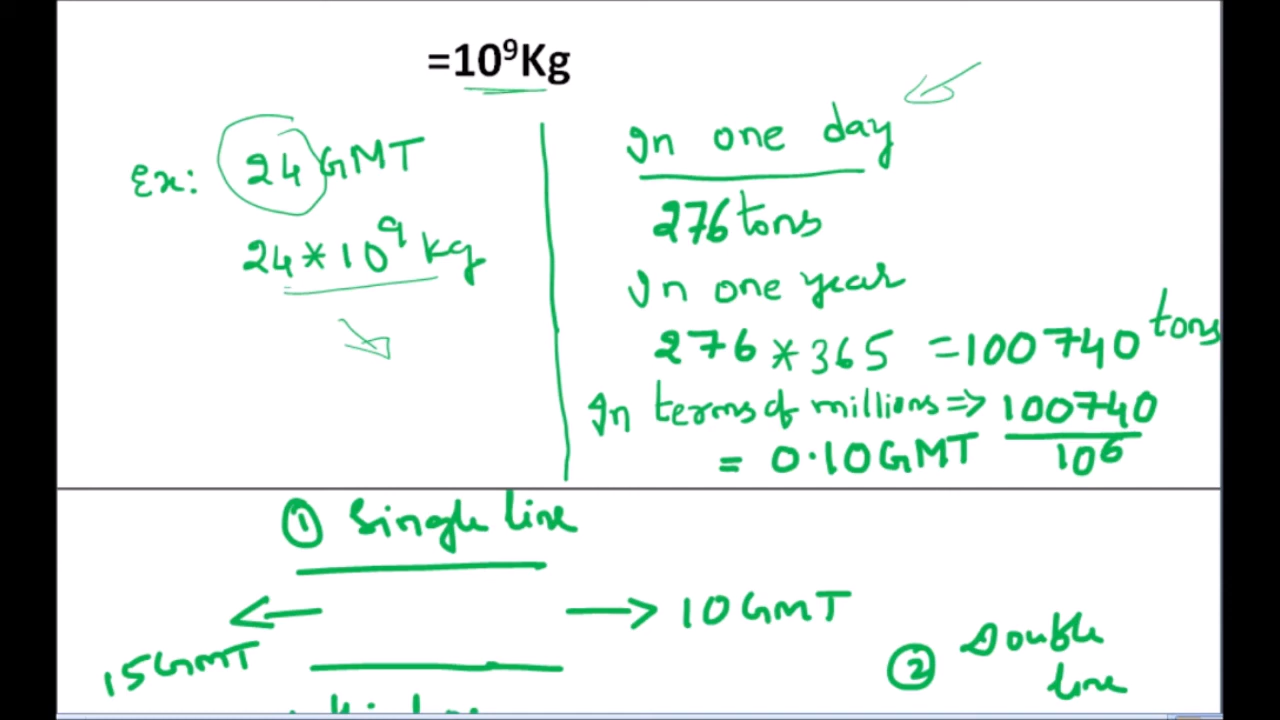 =10⁹Kg
Ex: 24 GMT
24*10⁹ kg
In one day
276 tons
In one year
276 * 365 = 100740 tons
In terms of millions => 100740
10⁶
= 0.10 GMT
① Single line
10 GMT
15 GMT
② Double
line